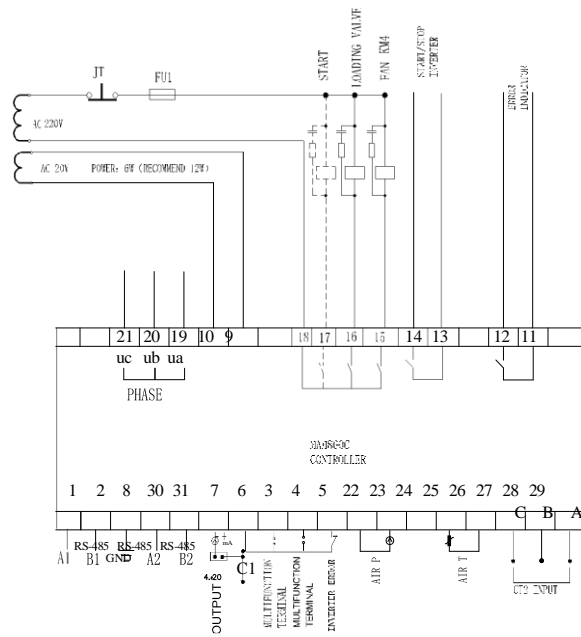 START
LOADING VALVE
FAN KM4
START/STOP
INVERTER
ERROR
INDICATOR
JT
FU1
AC 220V
AC 20V
POWER: 6W (RECOMMEND 12W)
21 20 19 10 9 18 17 16 15 14 13 12 11
uc ub ua
PHASE
CONTROLLER
1 2 8 30 31 7 6 3 4 5 22 23 24 25 26 27 28 29
C B A
A1
RS-485
B1
GND
RS-485
A2
RS-485
B2
mA
4x20
OUTPUT
C1
MULTIFUNCTION
TERMINAL
MULTIFUNCTION
TERMINAL
INVERTER ERROR
AIR P
AIR T
CT2 INPUT